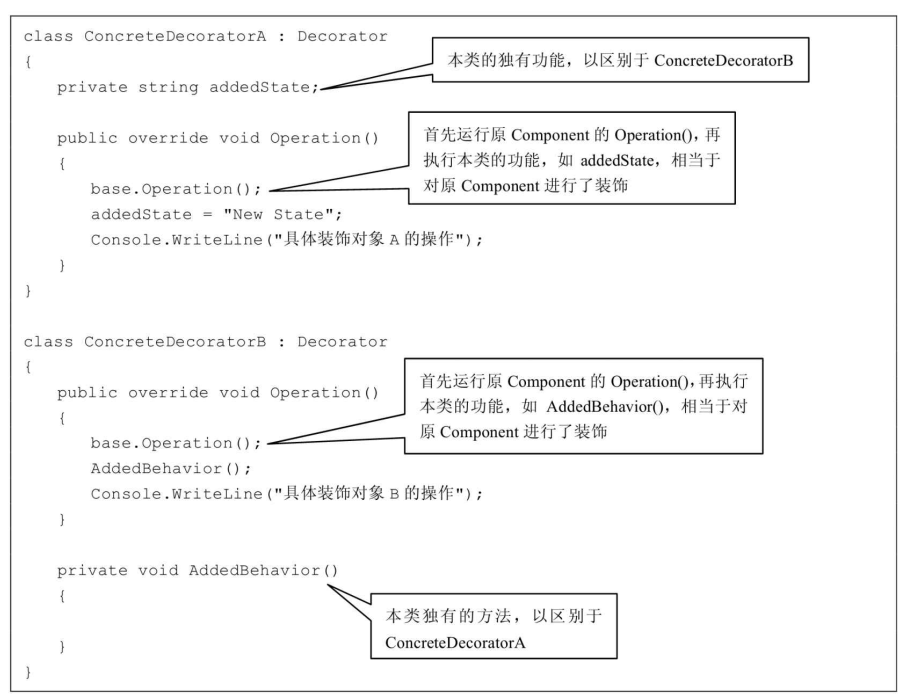 class ConcreteDecoratorA : Decorator
{
本类的独有功能，以区别于 ConcreteDecoratorB
private string addedState;
public override void Operation()
首先运行原 Component 的 Operation(), 再
执行本类的功能，如 addedState，相当于
对原 Component 进行了装饰
{
base.Operation();
addedState = "New State";
Console.WriteLine("具体装饰对象 A 的操作");
}
}
class ConcreteDecoratorB : Decorator
{
首先运行原 Component 的 Operation(), 再执行
本类的功能，如 AddedBehavior()，相当于对
原 Component 进行了装饰
public override void Operation()
{
base.Operation();
AddedBehavior();
Console.WriteLine("具体装饰对象 B 的操作");
}
private void AddedBehavior()
{
本类独有的方法，以区别于
ConcreteDecoratorA
}
}